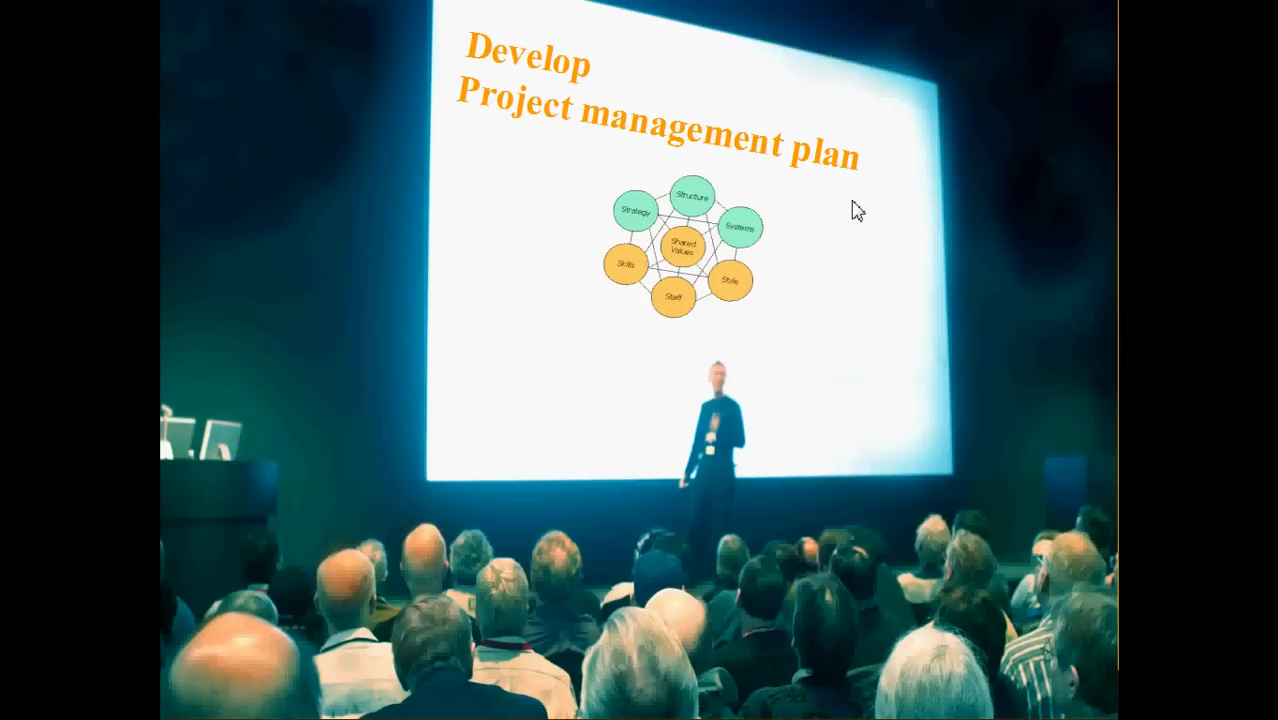 Develop
Project management plan
Structure
Strategy
Systems
Shared
Values
Skills
Style
Staff